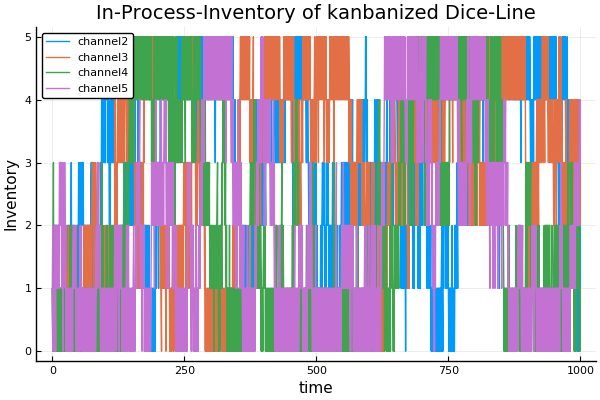 In-Process-Inventory of kanbanized Dice-Line
channel2
channel3
channel4
channel5
5
4
3
2
1
0
Inventory
0 250 500 750 1000
time